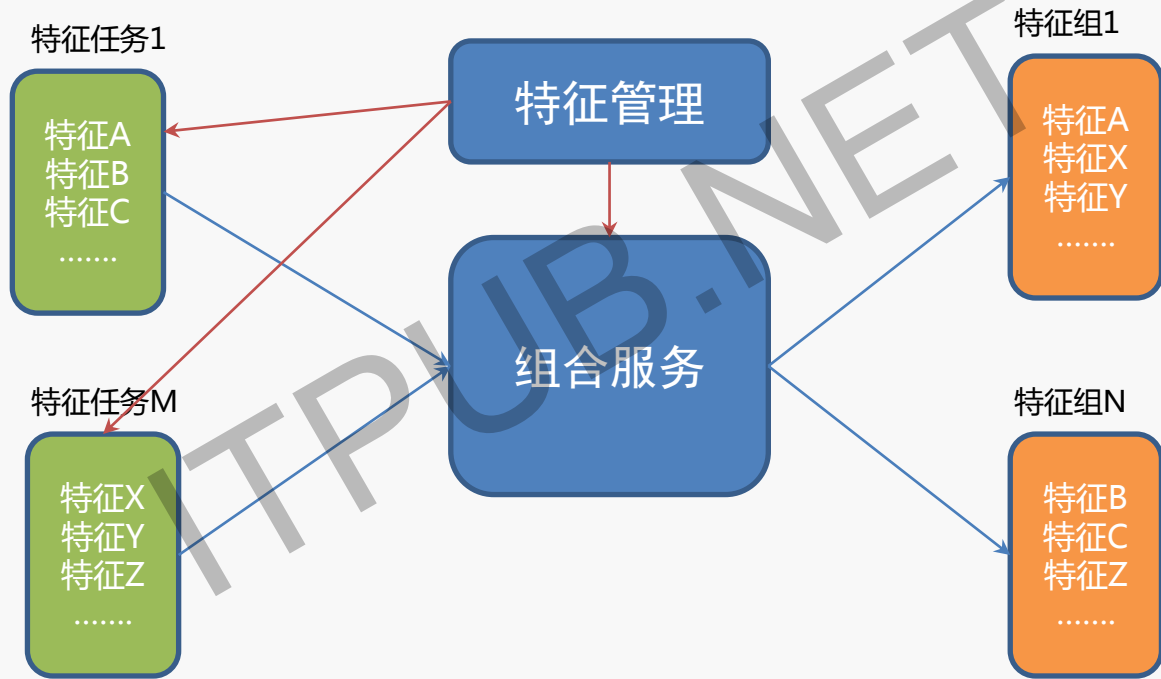 特征任务1
特征A
特征B
特征C
.......
特征任务M
特征X
特征Y
特征Z
.......
特征管理
组合服务
特征组1
特征A
特征X
特征Y
.......
特征组N
特征B
特征C
特征Z
.......
ITPUB.NET